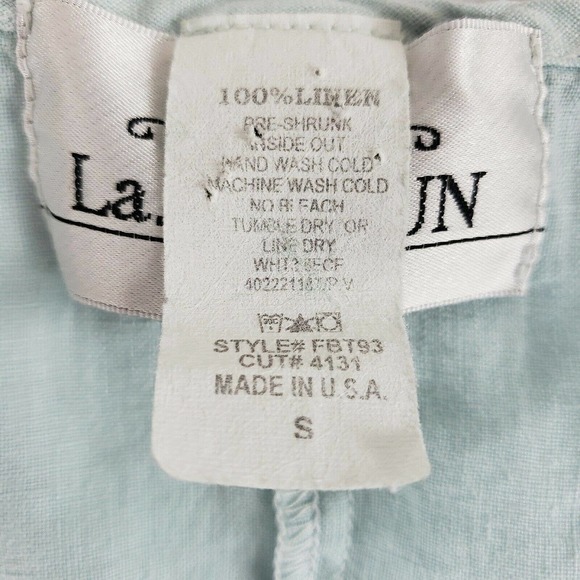 La
UN
100% LINEN
PRE-SHRUNK
INSIDE OUT
HAND WASH COLD
MACHINE WASH COLD
NO BLEACH
TUMBLE DRY OR
LINE DRY
STYLE# FBT93
CUT# 4131
MADE IN U.S.A.
S